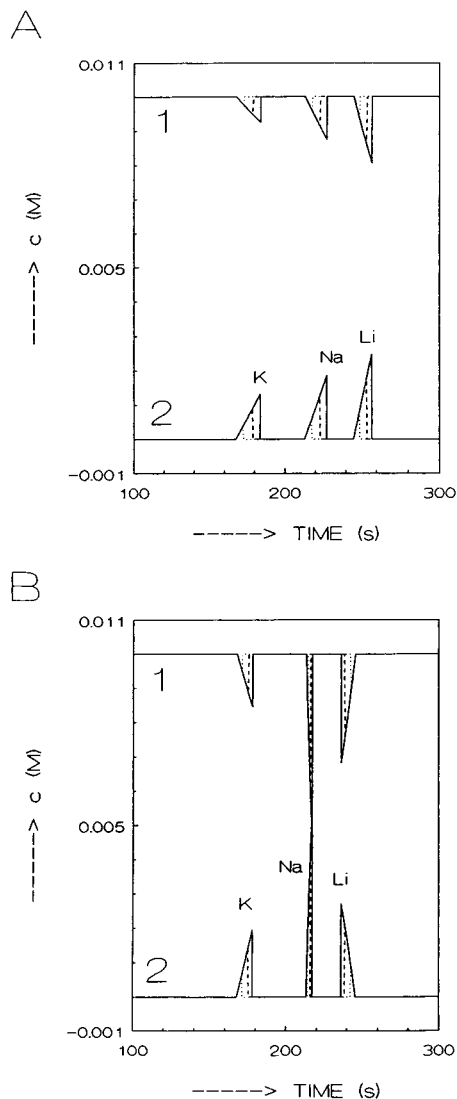 A
0.011
1
-----> c (M)
0.005
K
Na
Li
2
-0.001
100
200
300
-----> TIME (s)
B
0.011
1
-----> c (M)
0.005
K
Na
Li
2
-0.001
100
200
300
-----> TIME (s)